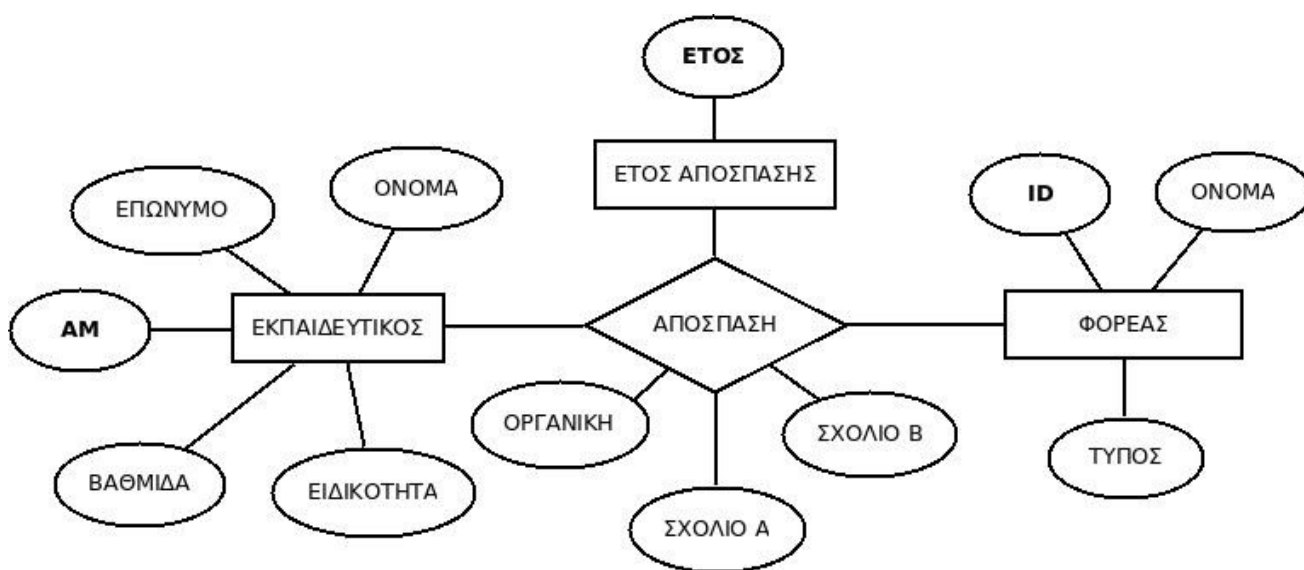 ΕΤΟΣ
ΕΤΟΣ ΑΠΟΣΠΑΣΗΣ
ΕΠΩΝΥΜΟ
ΟΝΟΜΑ
ID
ΟΝΟΜΑ
ΑΜ
ΕΚΠΑΙΔΕΥΤΙΚΟΣ
ΑΠΟΣΠΑΣΗ
ΦΟΡΕΑΣ
ΒΑΘΜΙΔΑ
ΕΙΔΙΚΟΤΗΤΑ
ΟΡΓΑΝΙΚΗ
ΣΧΟΛΙΟ Α
ΣΧΟΛΙΟ Β
ΤΥΠΟΣ